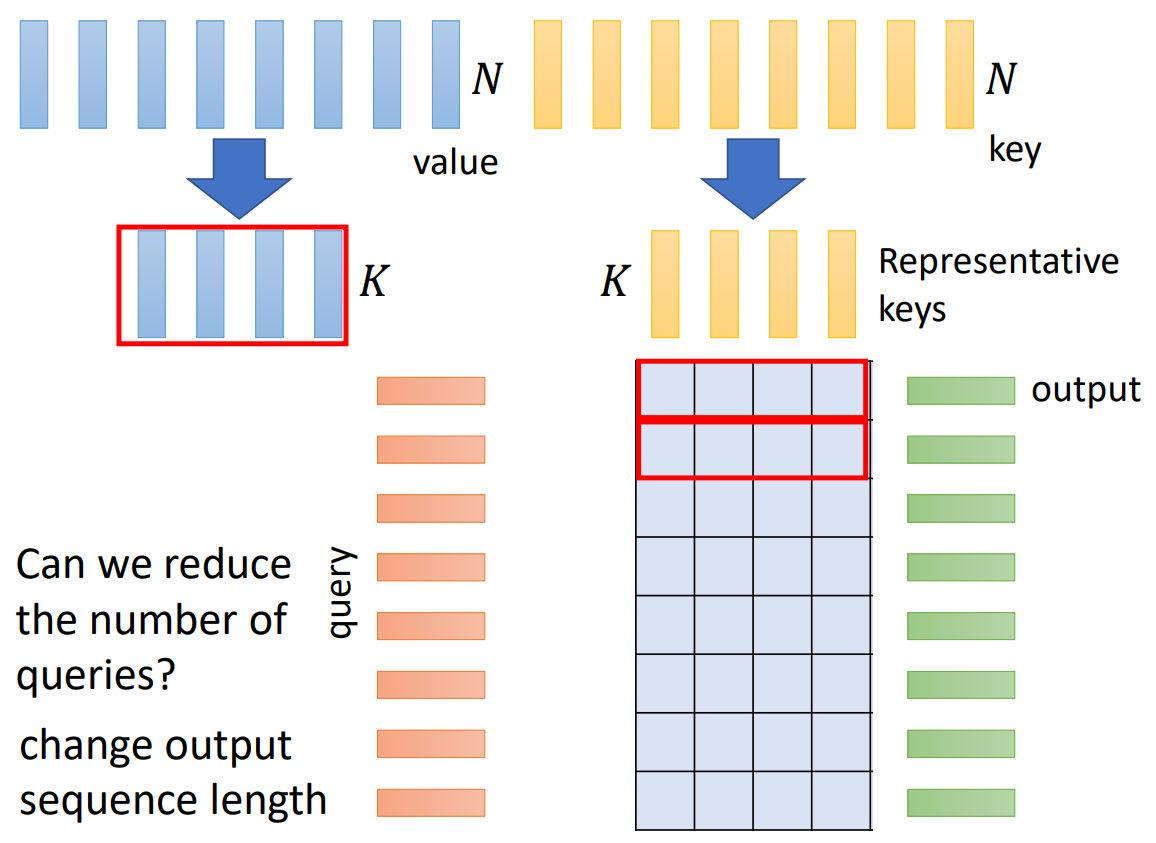 N
N
value
key
K
K
Representative
keys
output
query
Can we reduce
the number of
queries?
change output
sequence length